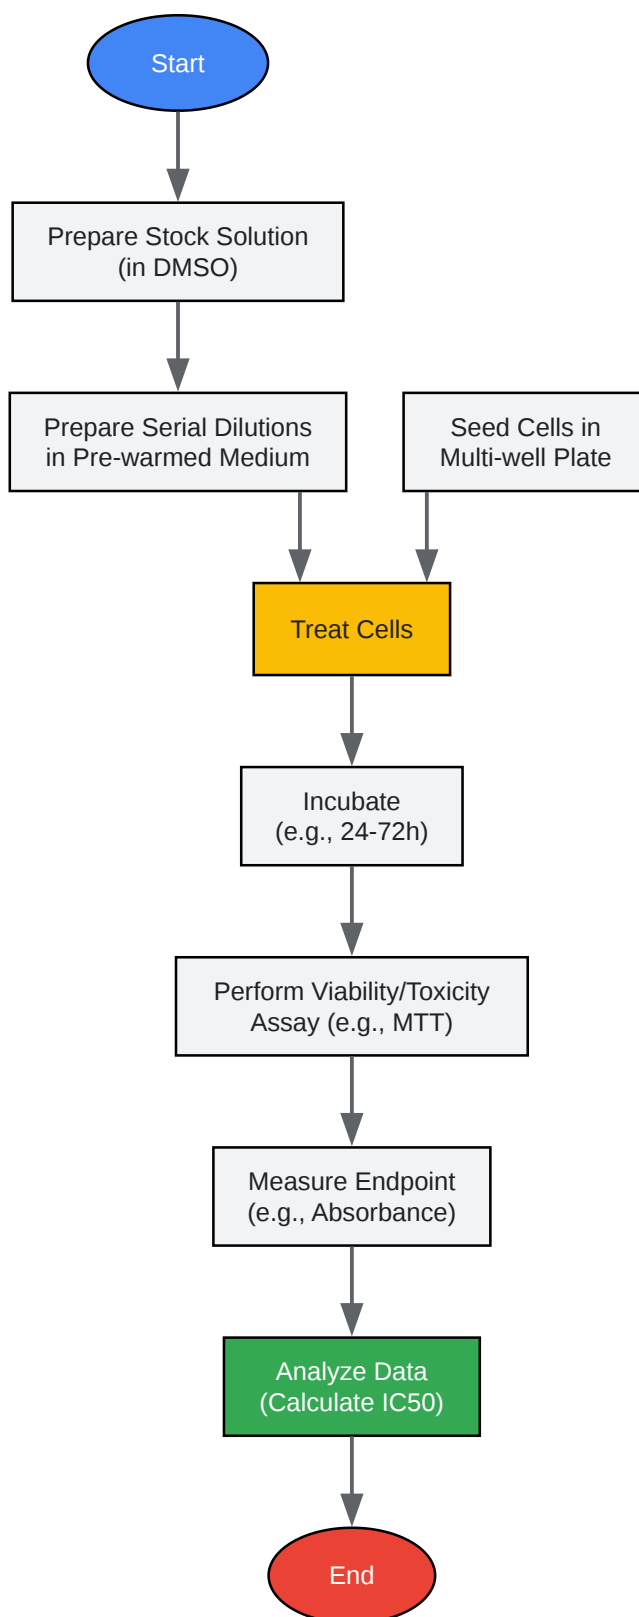 Start
Prepare Stock Solution
(in DMSO)
Prepare Serial Dilutions
in Pre-warmed Medium
Seed Cells in
Multi-well Plate
Treat Cells
Incubate
(e.g., 24-72h)
Perform Viability/Toxicity
Assay (e.g., MTT)
Measure Endpoint
(e.g., Absorbance)
Analyze Data
(Calculate IC50)
End